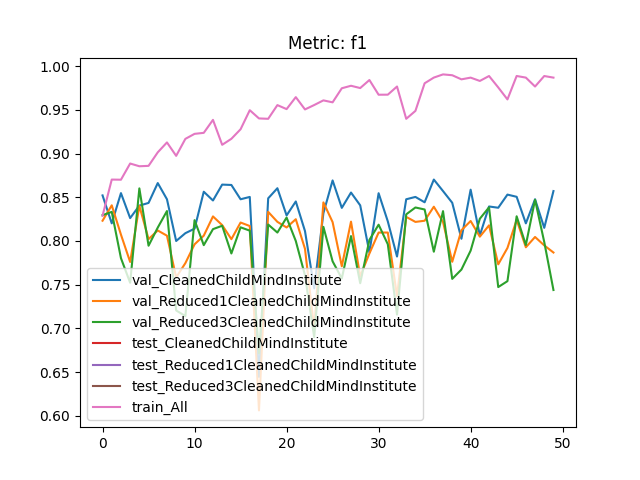 Metric: f1
1.00
0.95
0.90
0.85
0.80
0.75
0.70
0.65
0.60
val_CleanedChildMindInstitute
val_Reduced1CleanedChildMindInstitute
val_Reduced3CleanedChildMindInstitute
test_CleanedChildMindInstitute
test_Reduced1CleanedChildMindInstitute
test_Reduced3CleanedChildMindInstitute
train_All
0 10 20 30 40 50